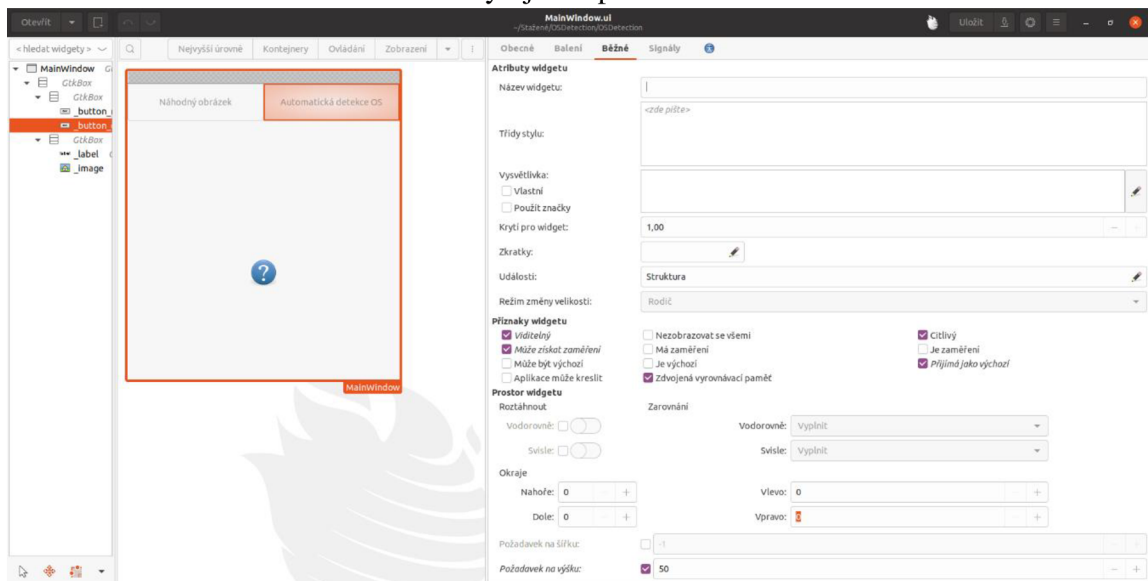 Otevřít
MainWindow.ui
~/Stažené/OSDetection/OSDetection
Uložit
< hledat widgety >
Nejvyšší úrovně Kontejnery Ovládání Zobrazení
MainWindow
GtkBox
GtkBox
_button_
_button_
GtkBox
_label
_image
Náhodný obrázek
Automatická detekce OS
?
MainWindow
Obecné Balení Běžné Signály
Atributy widgetu
Název widgetu:
Třídy stylu: <zde pište>
Vysvětlivka:
Vlastní
Použít značky
Krytí pro widget: 1,00
Zkratky:
Události: Struktura
Režim změny velikosti: Rodič
Příznaky widgetu
Viditelný Nezobrazovat se všemi Citlivý
Může získat zaměření Má zaměření Je zaměření
Může být výchozí Je výchozí Přijímá jako výchozí
Aplikace může kreslit Zdvojená vyrovnávací paměť
Prostor widgetu
Roztáhnout Zarovnání
Vodorovně: Vodorovně: Vyplnit
Svisle: Svisle: Vyplnit
Okraje
Nahoře: 0 Vlevo: 0
Dole: 0 Vpravo: 0
Požadavek na šířku: -1
Požadavek na výšku: 50